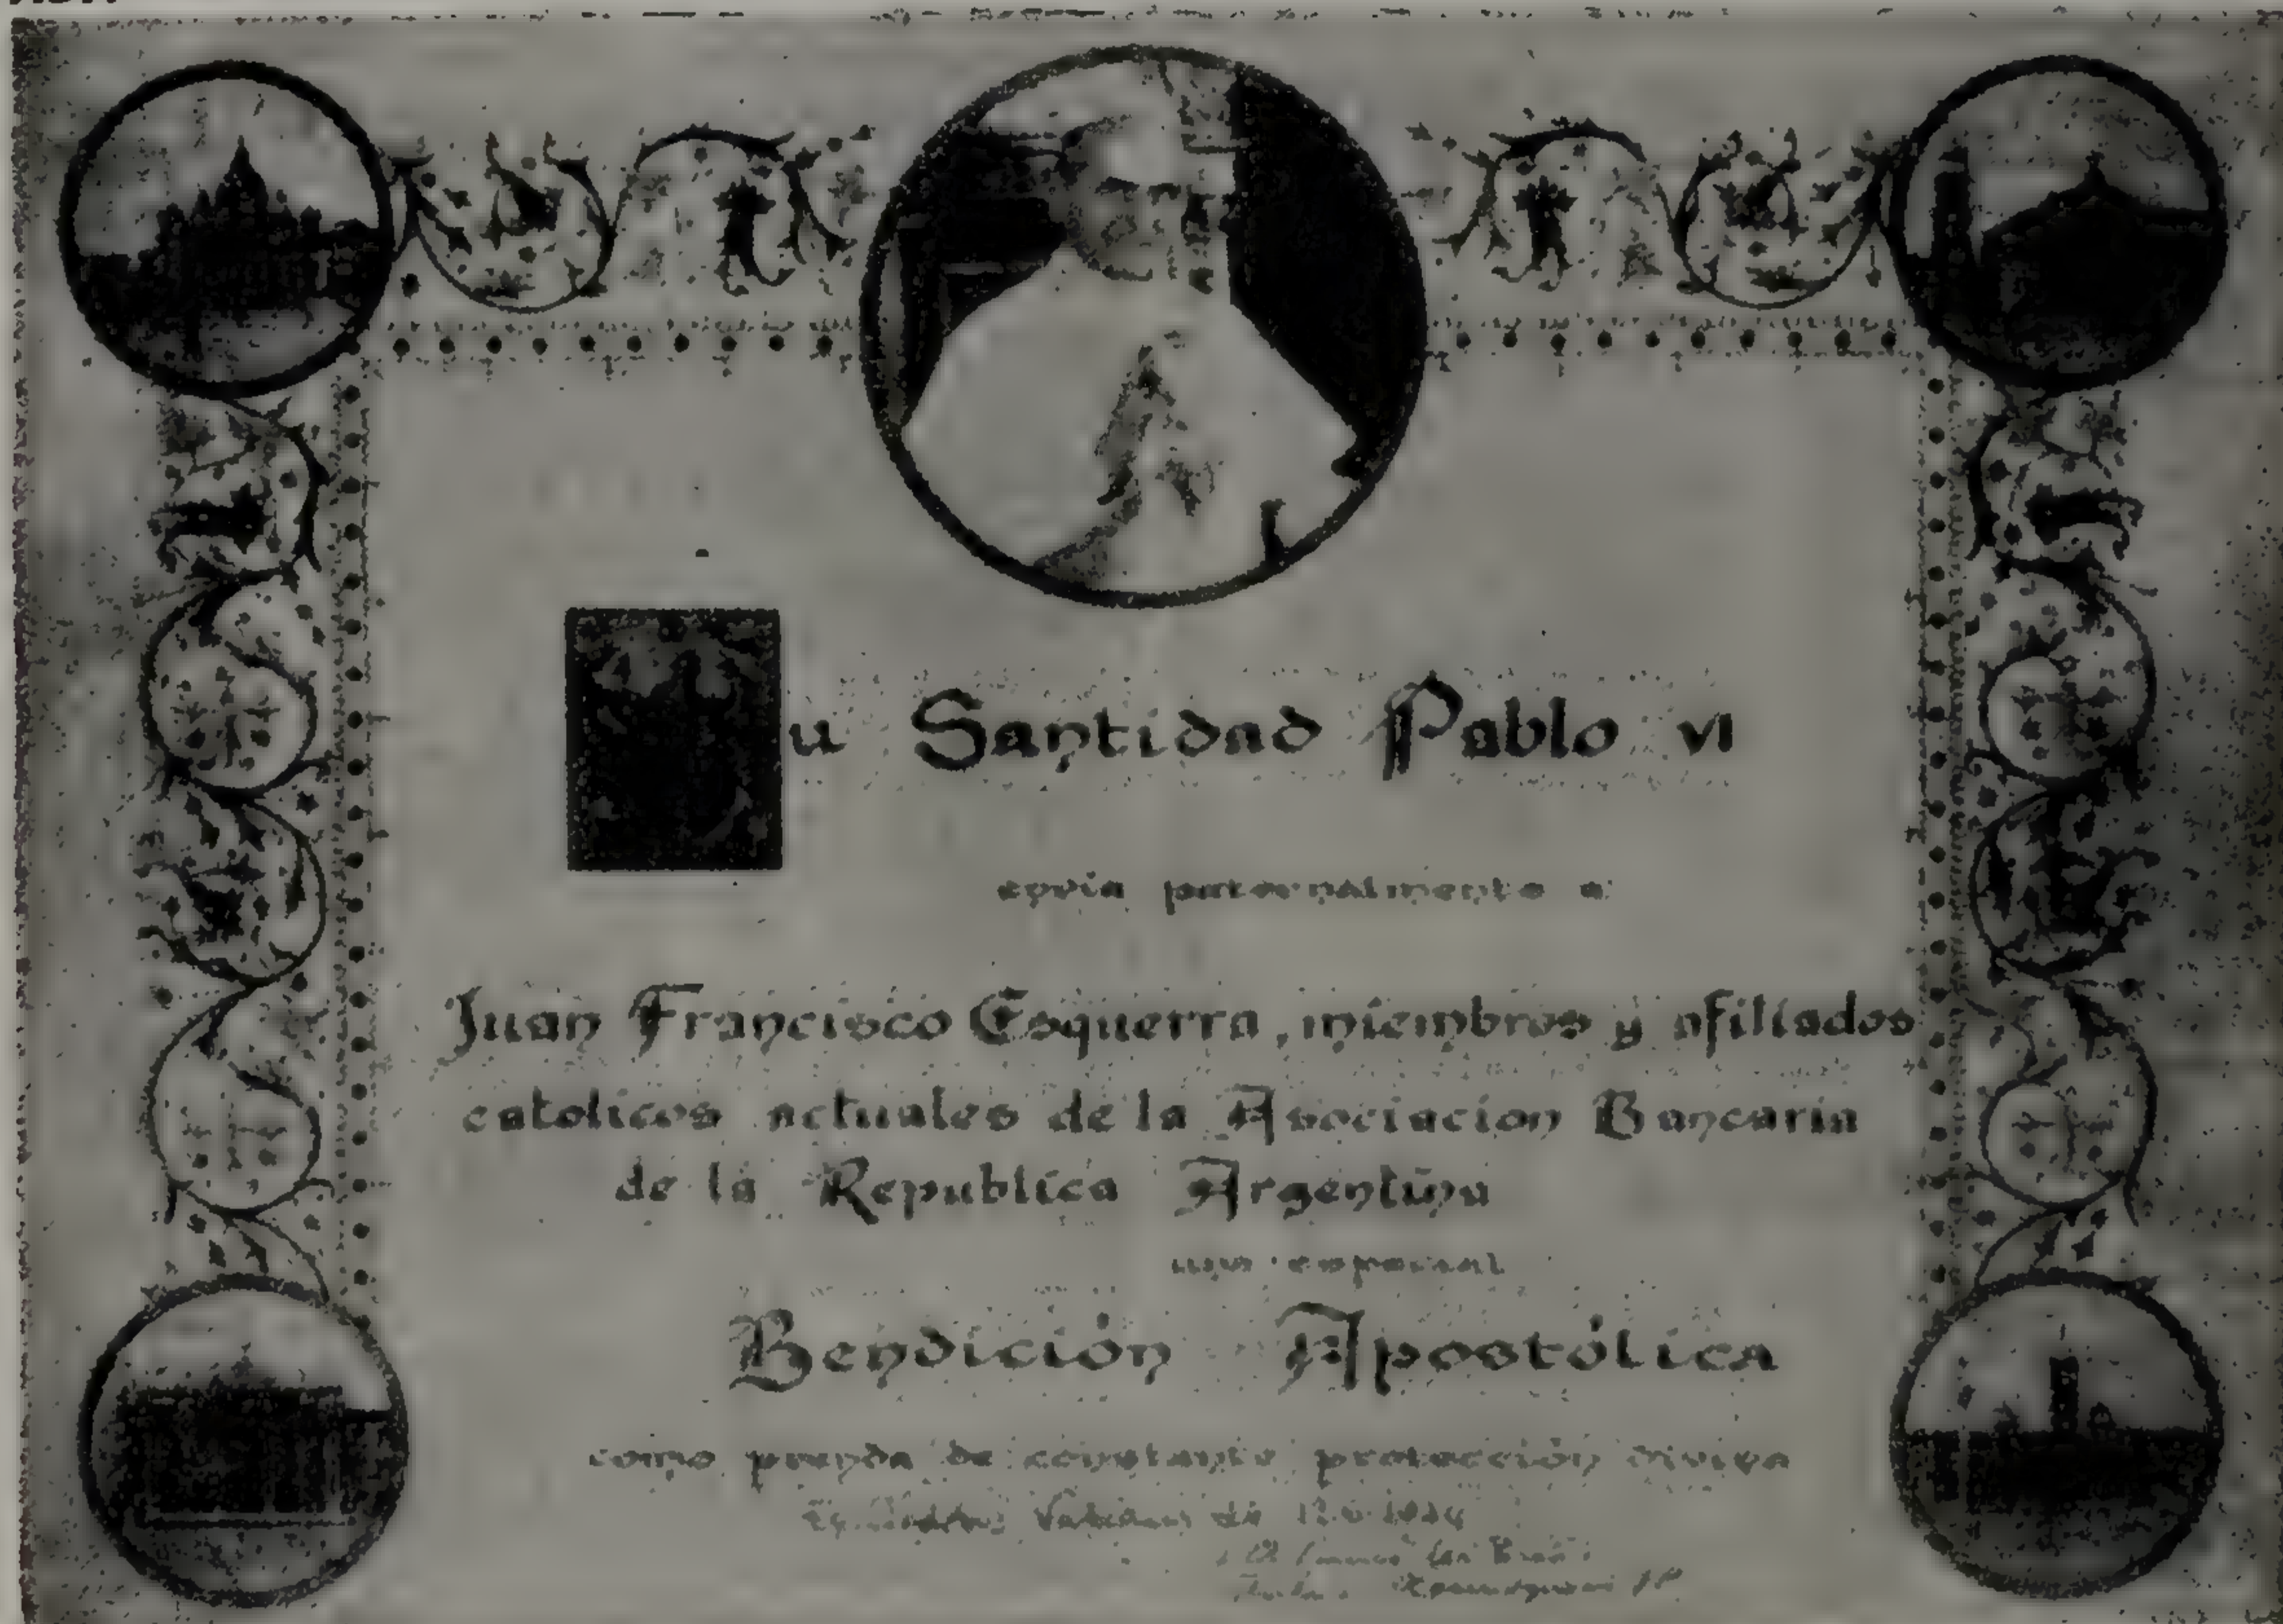 Su Santidad Pablo VI
envia paternalmente a
Juan Francisco Esquerra, miembros y afiliados
catolicos actuales de la Asociacion Bancaria
de la Republica Argentina
una especial
Bendición Apostólica
como prenda de constante protección divina